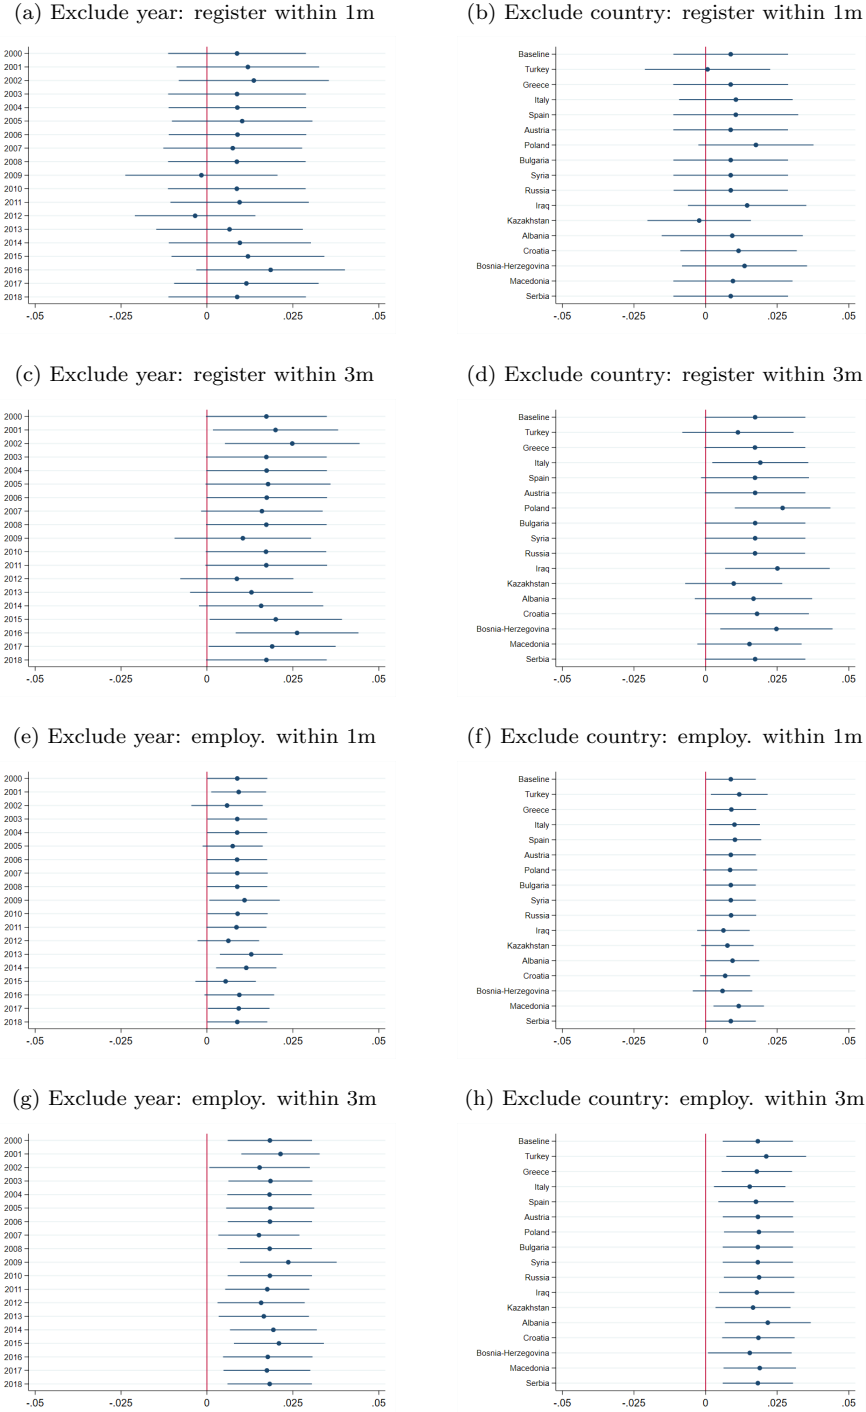 (a) Exclude year: register within 1m
2000
2001
2002
2003
2004
2005
2006
2007
2008
2009
2010
2011
2012
2013
2014
2015
2016
2017
2018
-.05 -.025 0 .025 .05
(b) Exclude country: register within 1m
Baseline
Turkey
Greece
Italy
Spain
Austria
Poland
Bulgaria
Syria
Russia
Iraq
Kazakhstan
Albania
Croatia
Bosnia-Herzegovina
Macedonia
Serbia
-.05 -.025 0 .025 .05
(c) Exclude year: register within 3m
2000
2001
2002
2003
2004
2005
2006
2007
2008
2009
2010
2011
2012
2013
2014
2015
2016
2017
2018
-.05 -.025 0 .025 .05
(d) Exclude country: register within 3m
Baseline
Turkey
Greece
Italy
Spain
Austria
Poland
Bulgaria
Syria
Russia
Iraq
Kazakhstan
Albania
Croatia
Bosnia-Herzegovina
Macedonia
Serbia
-.05 -.025 0 .025 .05
(e) Exclude year: employ. within 1m
2000
2001
2002
2003
2004
2005
2006
2007
2008
2009
2010
2011
2012
2013
2014
2015
2016
2017
2018
-.05 -.025 0 .025 .05
(f) Exclude country: employ. within 1m
Baseline
Turkey
Greece
Italy
Spain
Austria
Poland
Bulgaria
Syria
Russia
Iraq
Kazakhstan
Albania
Croatia
Bosnia-Herzegovina
Macedonia
Serbia
-.05 -.025 0 .025 .05
(g) Exclude year: employ. within 3m
2000
2001
2002
2003
2004
2005
2006
2007
2008
2009
2010
2011
2012
2013
2014
2015
2016
2017
2018
-.05 -.025 0 .025 .05
(h) Exclude country: employ. within 3m
Baseline
Turkey
Greece
Italy
Spain
Austria
Poland
Bulgaria
Syria
Russia
Iraq
Kazakhstan
Albania
Croatia
Bosnia-Herzegovina
Macedonia
Serbia
-.05 -.025 0 .025 .05